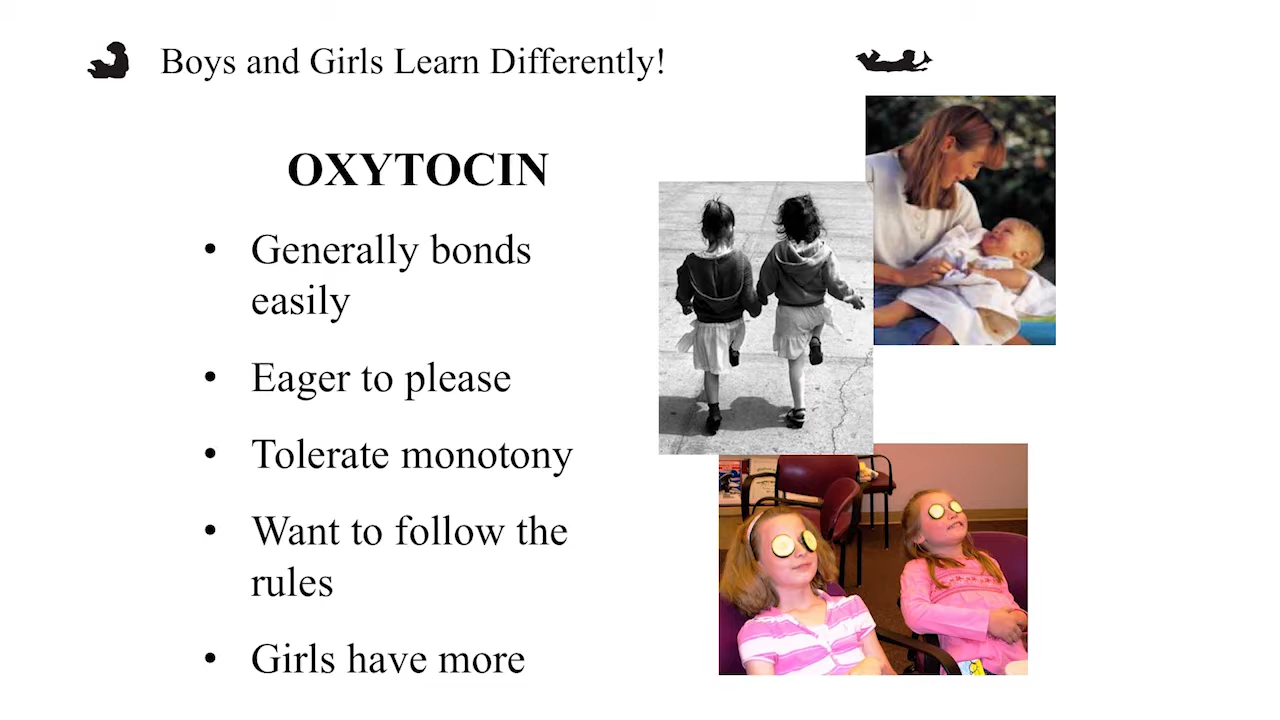 Boys and Girls Learn Differently!
OXYTOCIN
• Generally bonds
easily
• Eager to please
• Tolerate monotony
• Want to follow the
rules
• Girls have more